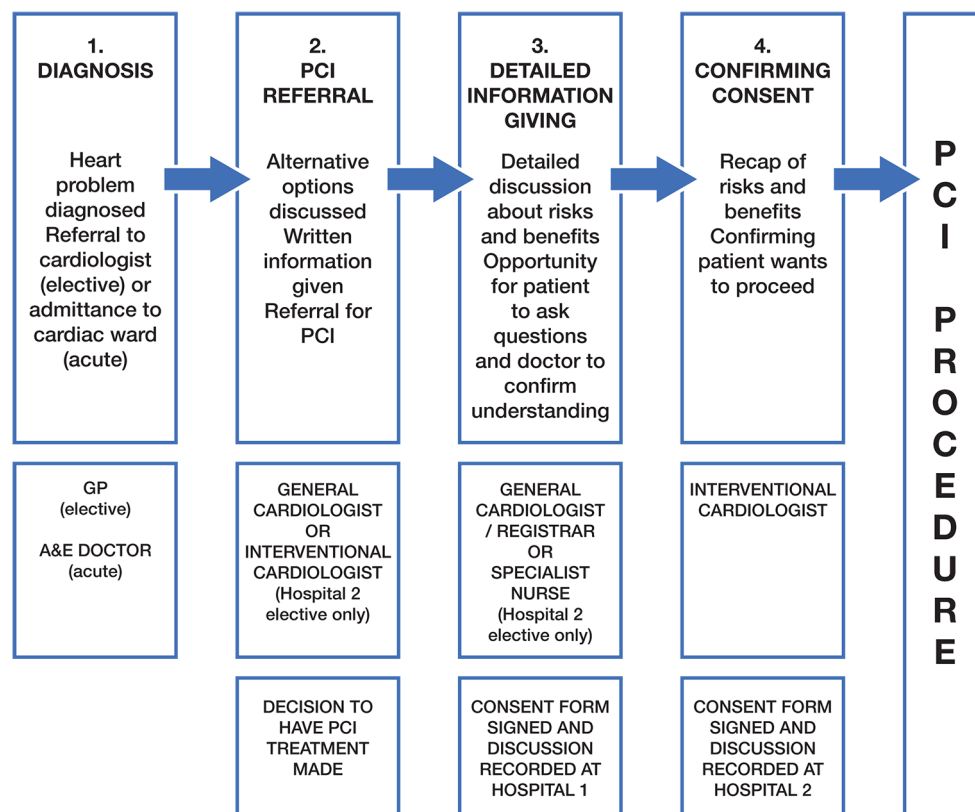 1.
DIAGNOSIS
Heart
problem
diagnosed
Referral to
cardiologist
(elective) or
admittance to
cardiac ward
(acute)
2.
PCI
REFERRAL
Alternative
options
discussed
Written
information
given
Referral for
PCI
3.
DETAILED
INFORMATION
GIVING
Detailed
discussion
about risks
and benefits
Opportunity
for patient
to ask
questions
and doctor to
confirm
understanding
4.
CONFIRMING
CONSENT
Recap of
risks and
benefits
Confirming
patient wants
to proceed
PCI PROCEDURE
GP
(elective)
A&E DOCTOR
(acute)
GENERAL
CARDIOLOGIST
OR
INTERVENTIONAL
CARDIOLOGIST
(Hospital 2
elective only)
GENERAL
CARDIOLOGIST
/ REGISTRAR
OR
SPECIALIST
NURSE
(Hospital 2
elective only)
INTERVENTIONAL
CARDIOLOGIST
DECISION TO
HAVE PCI
TREATMENT
MADE
CONSENT FORM
SIGNED AND
DISCUSSION
RECORDED AT
HOSPITAL 1
CONSENT FORM
SIGNED AND
DISCUSSION
RECORDED AT
HOSPITAL 2